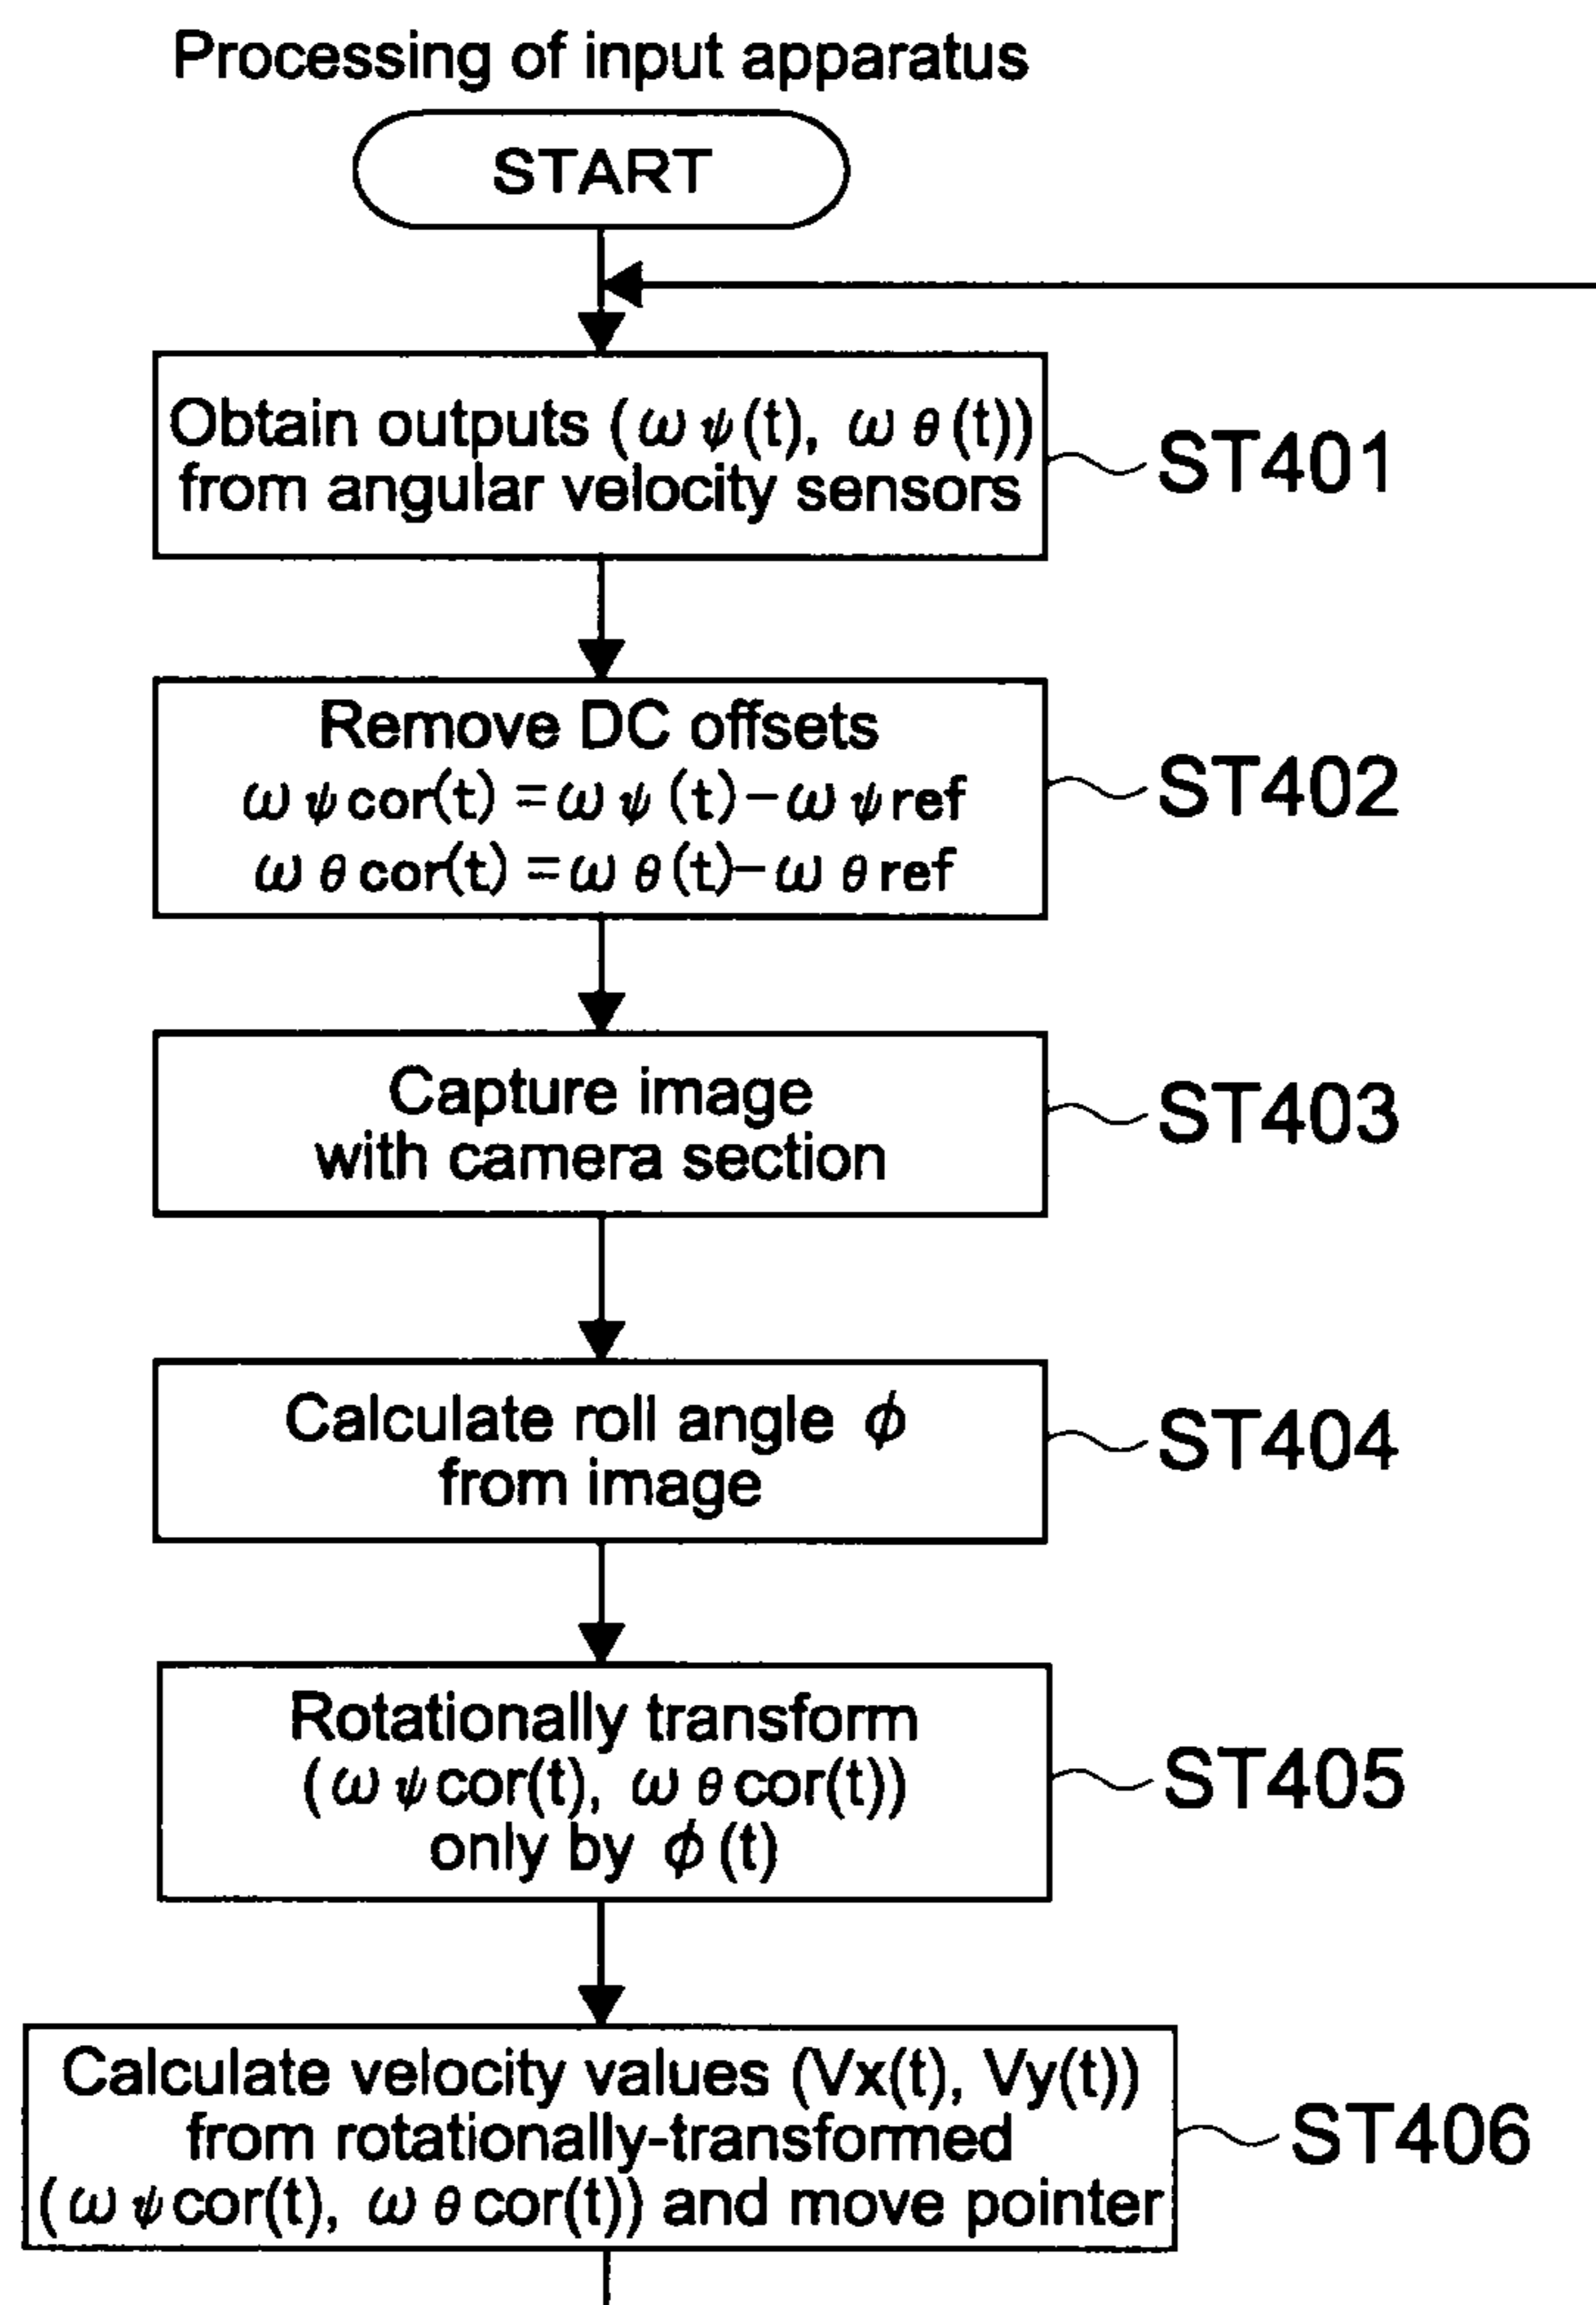 Processing of input apparatus
START
Obtain outputs (ωψ(t), ωθ(t))
from angular velocity sensors
ST401
Remove DC offsets
ωψcor(t) =ωψ(t)-ωψref
ωθcor(t) =ωθ(t)-ωθref
ST402
Capture image
with camera section
ST403
Calculate roll angle ϕ
from image
ST404
Rotationally transform
(ωψcor(t), ωθcor(t))
only by ϕ(t)
ST405
Calculate velocity values (Vx(t), Vy(t))
from rotationally-transformed
(ωψcor(t), ωθcor(t)) and move pointer
ST406